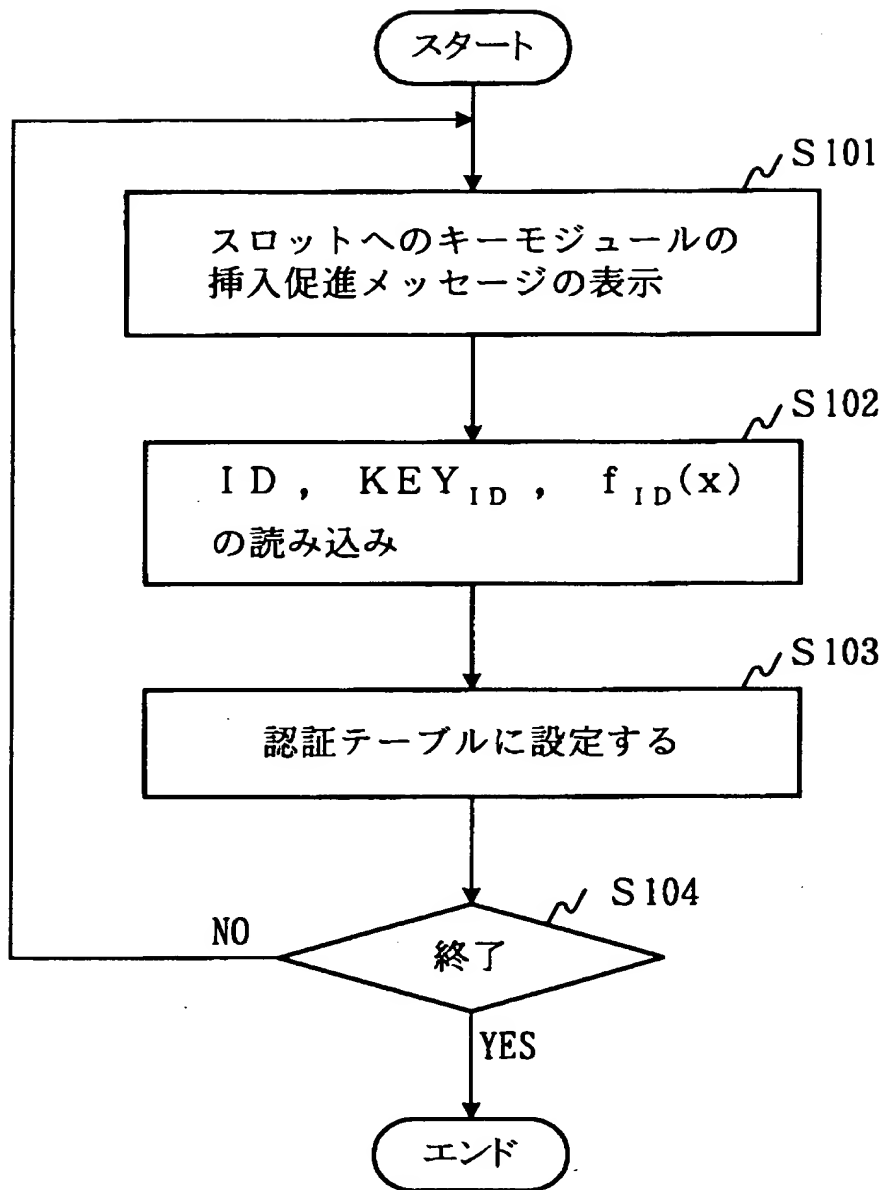 スタート
S101
スロットへのキーモジュールの
挿入促進メッセージの表示
S102
ID, KEY_ID, f_ID(x)
の読み込み
S103
認証テーブルに設定する
S104
NO
終了
YES
エンド